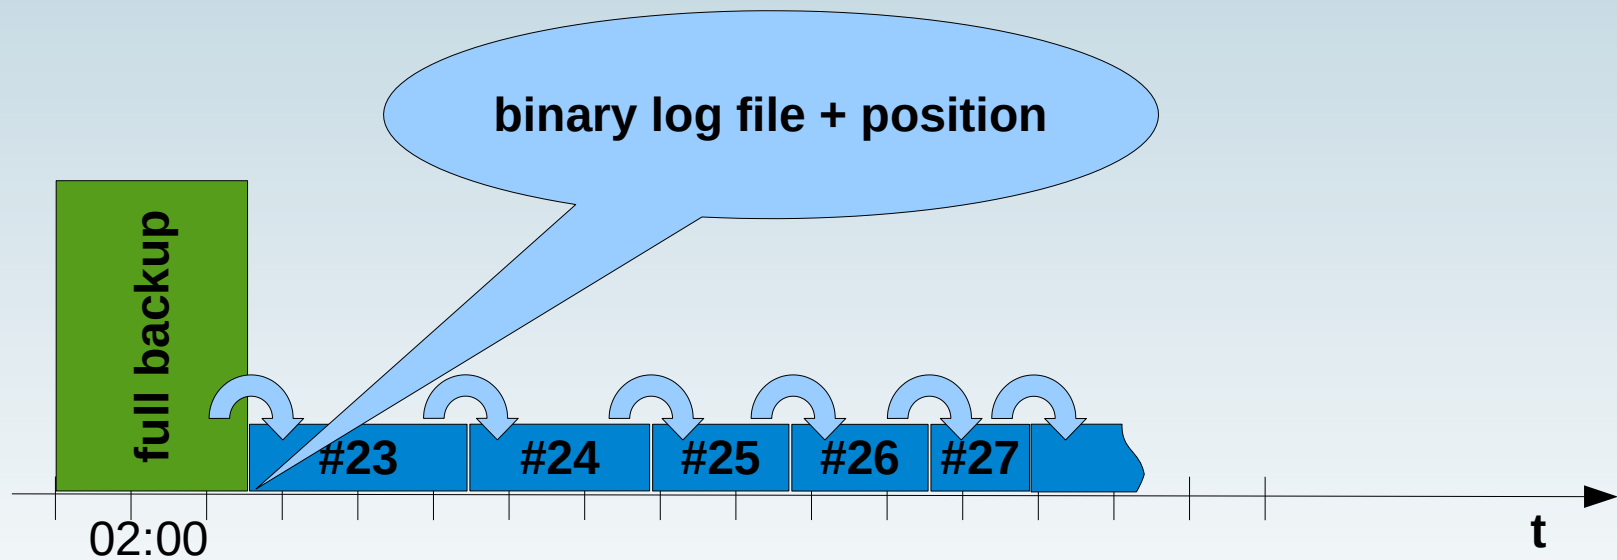 binary log file + position
full backup
#23
#24
#25
#26
#27
02:00
t